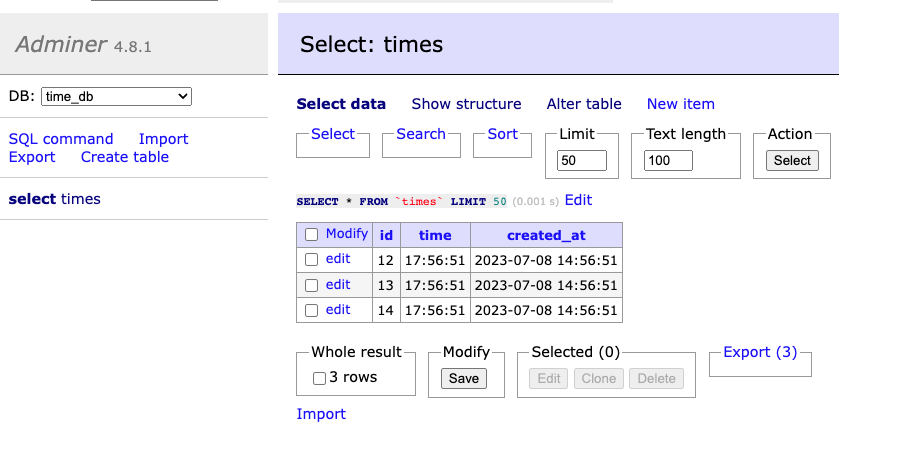 Adminer 4.8.1
DB: time_db
SQL command Import
Export Create table
select times
Select: times
Select data Show structure Alter table New item
Select Search Sort Limit Text length Action
50 100 Select
SELECT * FROM `times` LIMIT 50 (0.001 s) Edit
Modify id time created_at
edit 12 17:56:51 2023-07-08 14:56:51
edit 13 17:56:51 2023-07-08 14:56:51
edit 14 17:56:51 2023-07-08 14:56:51
Whole result Modify Selected (0) Export (3)
3 rows Save Edit Clone Delete
Import